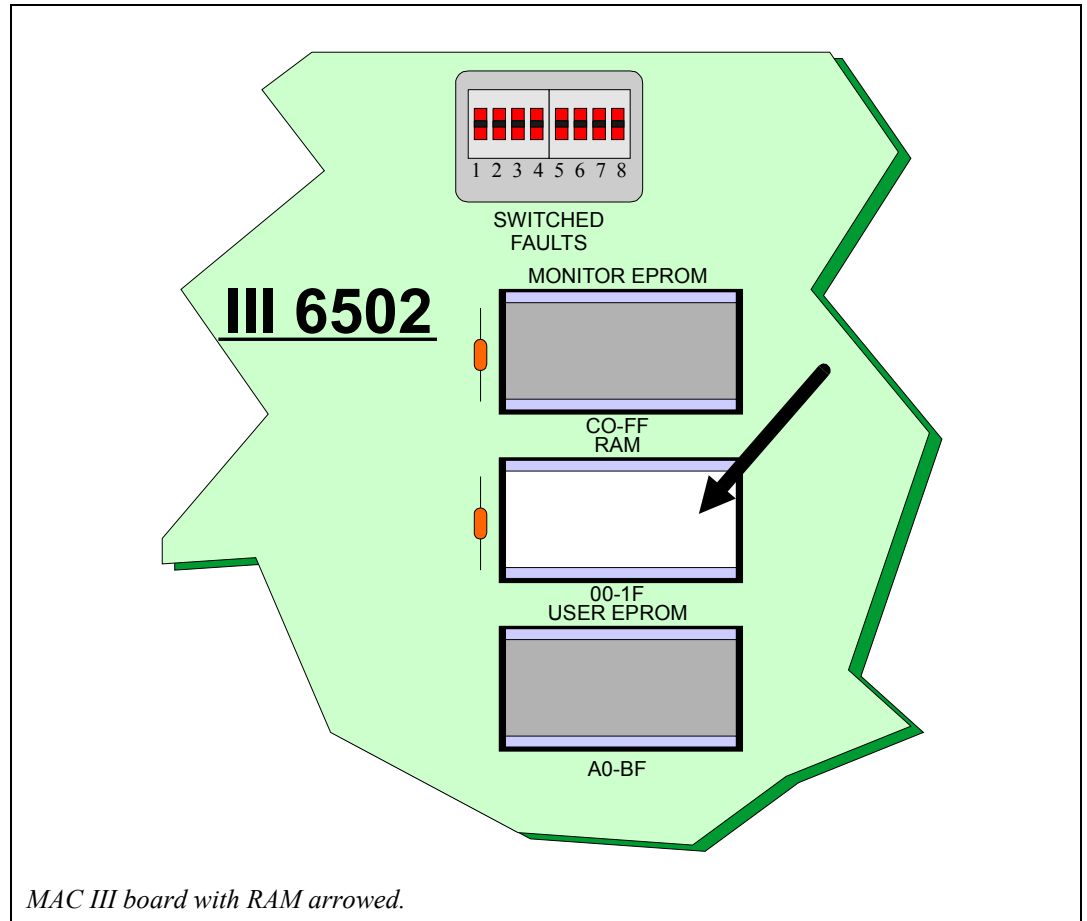 1 2 3 4 5 6 7 8
SWITCHED
FAULTS
MONITOR EPROM
III 6502
CO-FF
RAM
00-1F
USER EPROM
A0-BF
MAC III board with RAM arrowed.